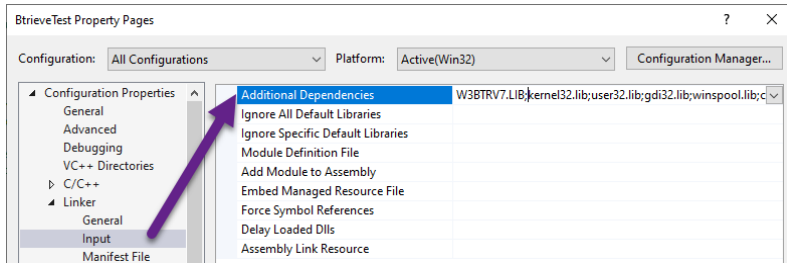 BtrieveTest Property Pages ? ×
Configuration: All Configurations Platform: Active(Win32) Configuration Manager...
Configuration Properties
General
Advanced
Debugging
VC++ Directories
C/C++
Linker
General
Input
Manifest File
Additional Dependencies W3BTRV7.LIB;kernel32.lib;user32.lib;gdi32.lib;winspool.lib;c
Ignore All Default Libraries
Ignore Specific Default Libraries
Module Definition File
Add Module to Assembly
Embed Managed Resource File
Force Symbol References
Delay Loaded Dlls
Assembly Link Resource